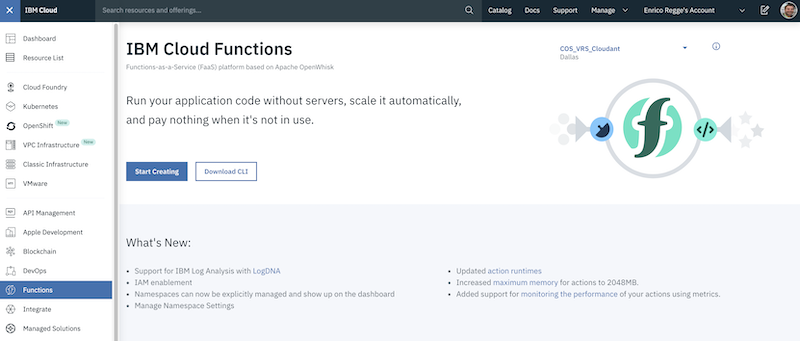 IBM Cloud
Search resources and offerings...
Catalog Docs Support Manage Enrico Regge's Account
Dashboard
Resource List
Cloud Foundry
Kubernetes
OpenShift New
VPC Infrastructure New
Classic Infrastructure
VMware
API Management
Apple Development
Blockchain
DevOps
Functions
Integrate
Managed Solutions
IBM Cloud Functions
Functions-as-a-Service (FaaS) platform based on Apache OpenWhisk
COS_VRS_Cloudant
Dallas
Run your application code without servers, scale it automatically,
and pay nothing when it's not in use.
Start Creating Download CLI
What's New:
• Support for IBM Log Analysis with LogDNA
• IAM enablement
• Namespaces can now be explicitly managed and show up on the dashboard
• Manage Namespace Settings
• Updated action runtimes
• Increased maximum memory for actions to 2048MB.
• Added support for monitoring the performance of your actions using metrics.